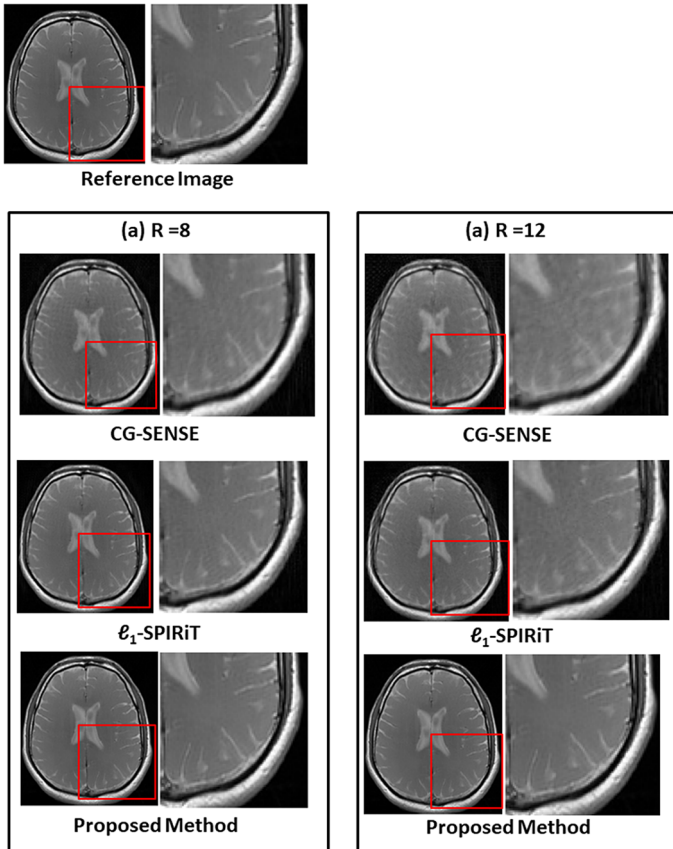 Reference Image
(a) R =8
CG-SENSE
ℓ1-SPIRiT
Proposed Method
(a) R =12
CG-SENSE
ℓ1-SPIRiT
Proposed Method